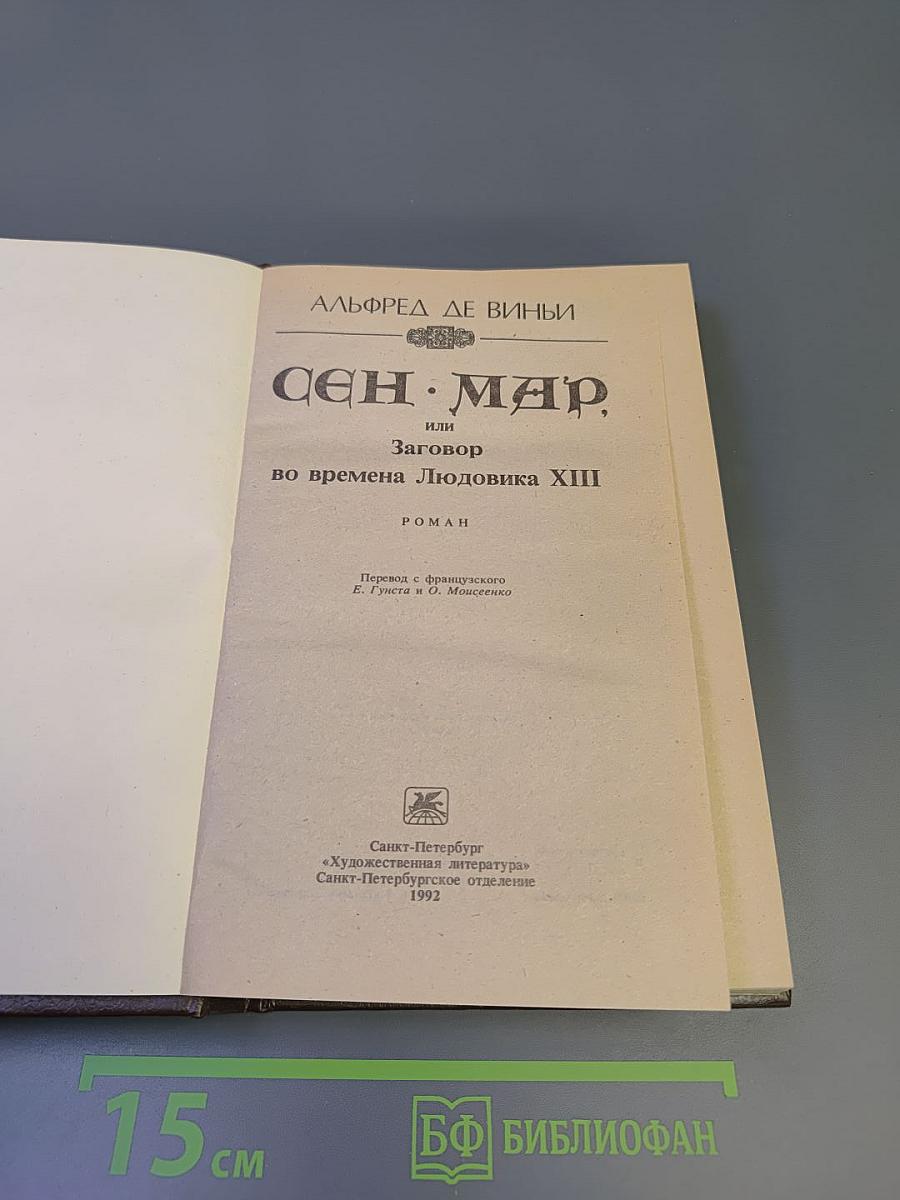 АЛЬФРЕД ДЕ ВИНЬИ
СЕН · МАР,
или
Заговор
во времена Людовика XIII
РОМАН
Перевод с французского
Е. Гунста и О. Моисеенко
Санкт-Петербург
«Художественная литература»
Санкт-Петербургское отделение
1992
15 см
БФ БИБЛИОФАН